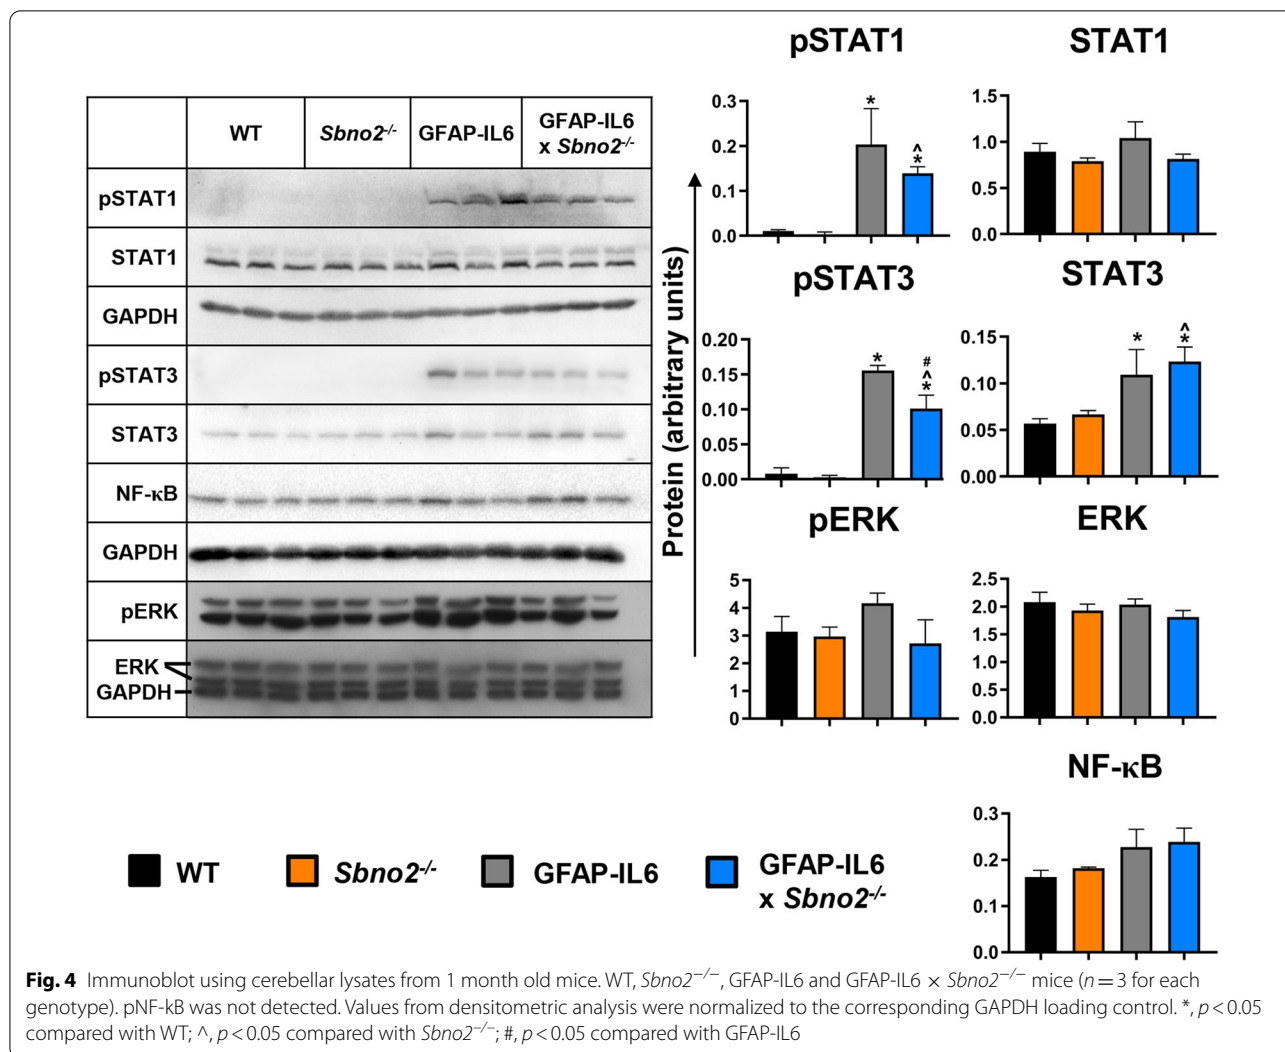 WT
Sbno2-/-
GFAP-IL6
GFAP-IL6
x Sbno2-/-
pSTAT1
STAT1
GAPDH
pSTAT3
STAT3
NF-κB
GAPDH
pERK
ERK
GAPDH
Protein (arbitrary units)
pSTAT1
0.3
0.2
0.1
0.0
*
^
*
STAT1
1.5
1.0
0.5
0.0
pSTAT3
0.20
0.15
0.10
0.05
0.00
*
#
^
*
STAT3
0.15
0.10
0.05
0.00
*
^
*
pERK
5
4
3
2
1
0
ERK
2.5
2.0
1.5
1.0
0.5
0.0
NF-κB
0.3
0.2
0.1
0.0
WT
Sbno2-/-
GFAP-IL6
GFAP-IL6
x Sbno2-/-
Fig. 4 Immunoblot using cerebellar lysates from 1 month old mice. WT, Sbno2−/−, GFAP-IL6 and GFAP-IL6 × Sbno2−/− mice (n = 3 for each
genotype). pNF-kB was not detected. Values from densitometric analysis were normalized to the corresponding GAPDH loading control. *, p < 0.05
compared with WT; ^, p < 0.05 compared with Sbno2−/−; #, p < 0.05 compared with GFAP-IL6